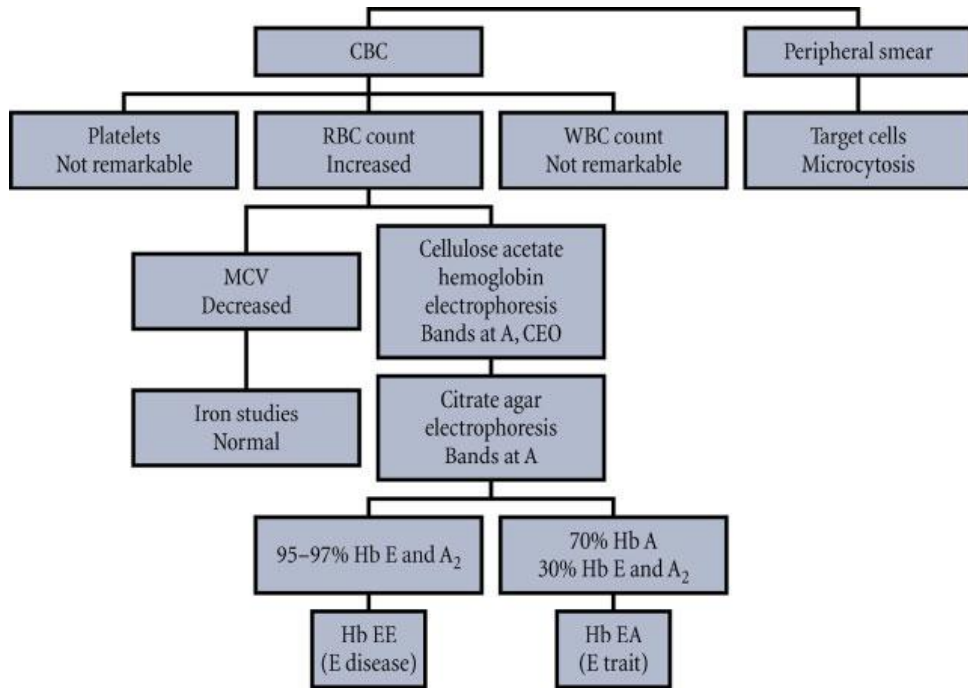 CBC
Peripheral smear
Platelets
Not remarkable
RBC count
Increased
WBC count
Not remarkable
Target cells
Microcytosis
MCV
Decreased
Cellulose acetate
hemoglobin
electrophoresis
Bands at A, CEO
Iron studies
Normal
Citrate agar
electrophoresis
Bands at A
95–97% Hb E and A₂
70% Hb A
30% Hb E and A₂
Hb EE
(E disease)
Hb EA
(E trait)